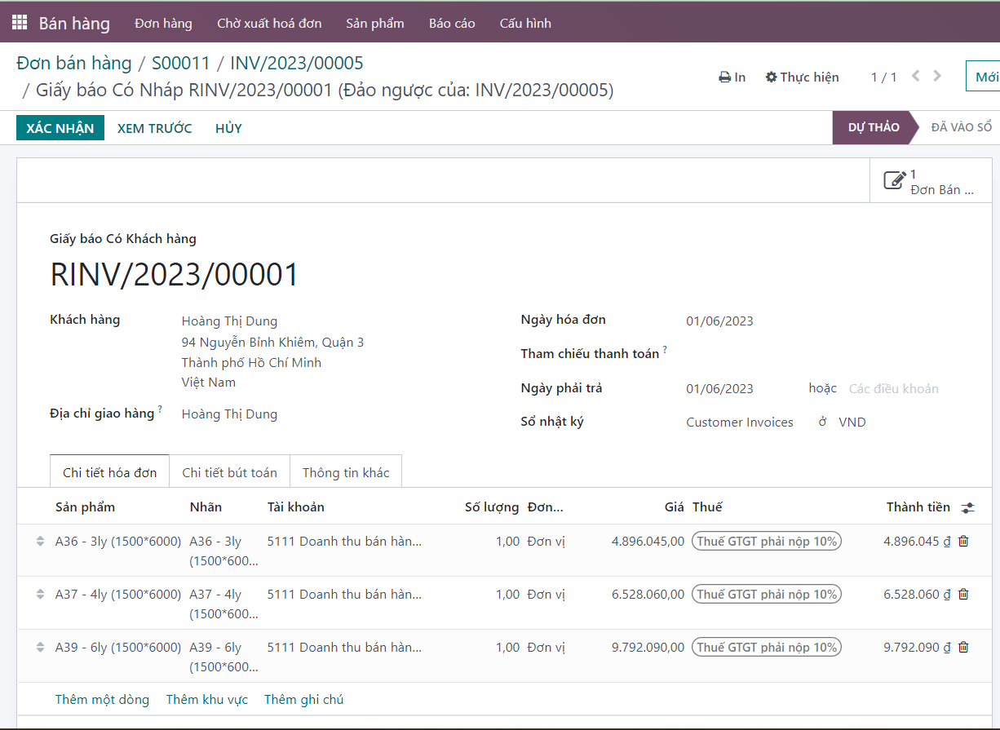 Bán hàng Đơn hàng Chờ xuất hoá đơn Sản phẩm Báo cáo Cấu hình
Đơn bán hàng / S00011 / INV/2023/00005
/ Giấy báo Có Nháp RINV/2023/00001 (Đảo ngược của: INV/2023/00005)
In Thực hiện 1 / 1 Mới
XÁC NHẬN XEM TRƯỚC HỦY DỰ THẢO ĐÃ VÀO SỔ
1
Đơn Bán ...
Giấy báo Có Khách hàng
RINV/2023/00001
Khách hàng Hoàng Thị Dung
94 Nguyễn Bỉnh Khiêm, Quận 3
Thành phố Hồ Chí Minh
Việt Nam
Địa chỉ giao hàng ? Hoàng Thị Dung
Ngày hóa đơn 01/06/2023
Tham chiếu thanh toán ?
Ngày phải trả 01/06/2023 hoặc Các điều khoản
Sổ nhật ký Customer Invoices ở VND
Chi tiết hóa đơn Chi tiết bút toán Thông tin khác
Sản phẩm Nhãn Tài khoản Số lượng Đơn... Giá Thuế Thành tiền
A36 - 3ly (1500*6000) A36 - 3ly 5111 Doanh thu bán hàn... 1,00 Đơn vị 4.896.045,00 Thuế GTGT phải nộp 10% 4.896.045 ₫
(1500*600...
A37 - 4ly (1500*6000) A37 - 4ly 5111 Doanh thu bán hàn... 1,00 Đơn vị 6.528.060,00 Thuế GTGT phải nộp 10% 6.528.060 ₫
(1500*600...
A39 - 6ly (1500*6000) A39 - 6ly 5111 Doanh thu bán hàn... 1,00 Đơn vị 9.792.090,00 Thuế GTGT phải nộp 10% 9.792.090 ₫
(1500*600...
Thêm một dòng Thêm khu vực Thêm ghi chú